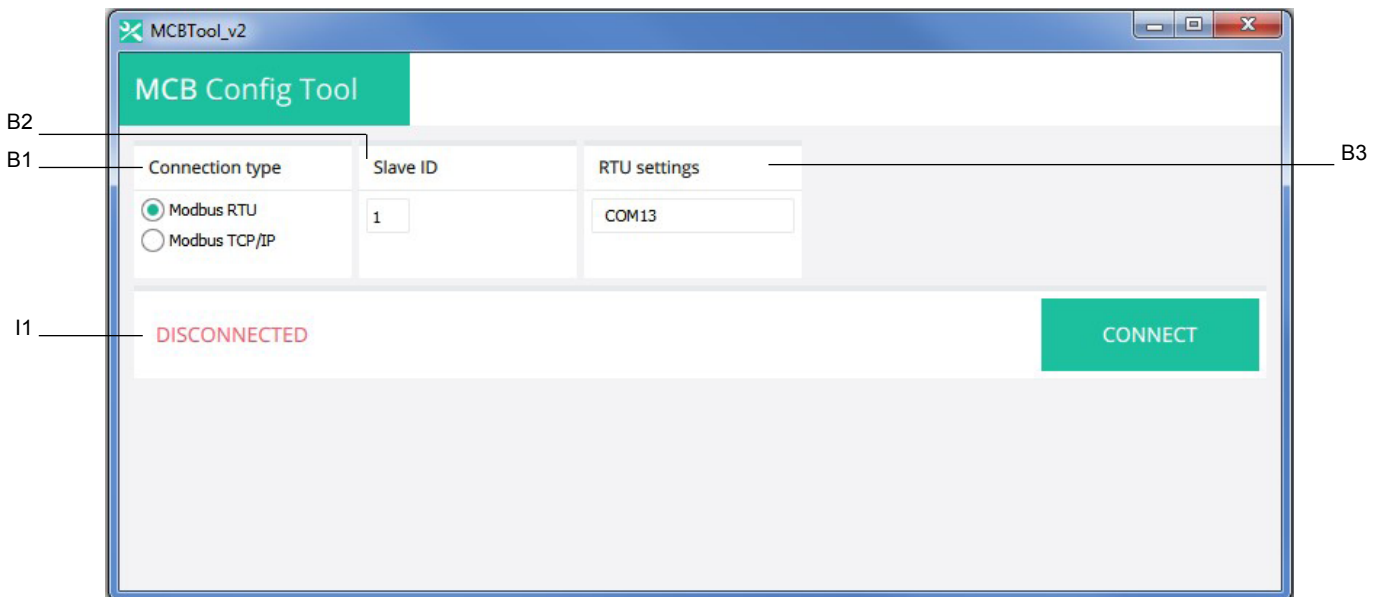 MCBTool_v2
MCB Config Tool
B2
B1
B3
Connection type
Slave ID
RTU settings
Modbus RTU
1
COM13
Modbus TCP/IP
I1
DISCONNECTED
CONNECT